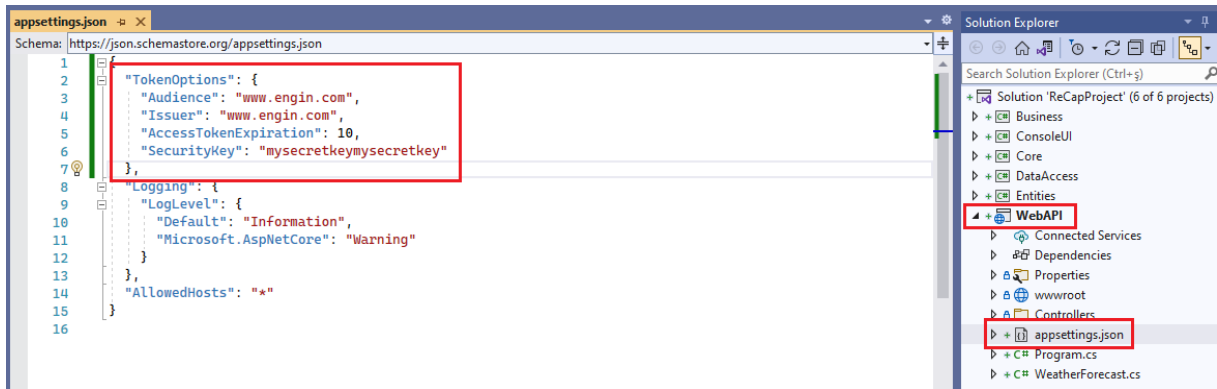 appsettings.json
Schema: https://json.schemastore.org/appsettings.json
1 {
2 "TokenOptions": {
3 "Audience": "www.engin.com",
4 "Issuer": "www.engin.com",
5 "AccessTokenExpiration": 10,
6 "SecurityKey": "mysecretkeymysecretkey"
7 },
8 "Logging": {
9 "LogLevel": {
10 "Default": "Information",
11 "Microsoft.AspNetCore": "Warning"
12 }
13 },
14 "AllowedHosts": "*"
15 }
16
Solution Explorer
Search Solution Explorer (Ctrl+ş)
Solution 'ReCapProject' (6 of 6 projects)
C# Business
C# ConsoleUI
C# Core
C# DataAccess
C# Entities
WebAPI
Connected Services
Dependencies
Properties
wwwroot
Controllers
appsettings.json
C# Program.cs
C# WeatherForecast.cs